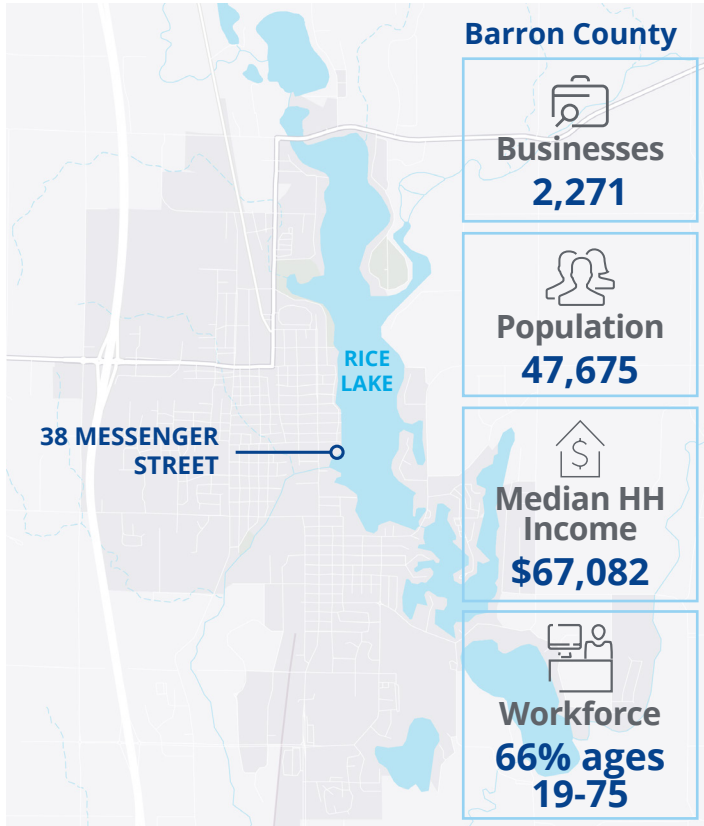 Barron County
Businesses
2,271
Population
47,675
RICE
LAKE
38 MESSENGER
STREET
Median HH
Income
$67,082
Workforce
66% ages
19-75